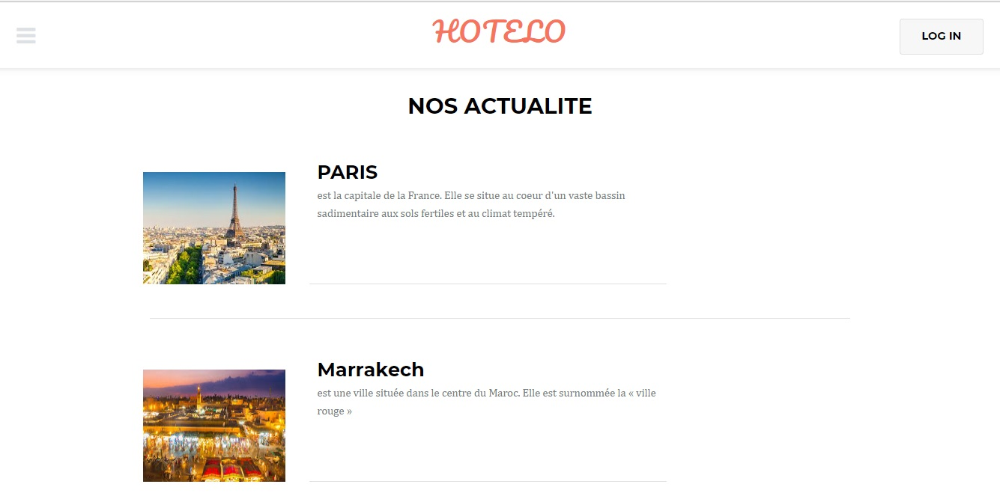 HOTELO
LOG IN
NOS ACTUALITE
PARIS
est la capitale de la France. Elle se situe au coeur d'un vaste bassin
sadimentaire aux sols fertiles et au climat tempéré.
Marrakech
est une ville située dans le centre du Maroc. Elle est surnommée la « ville
rouge »